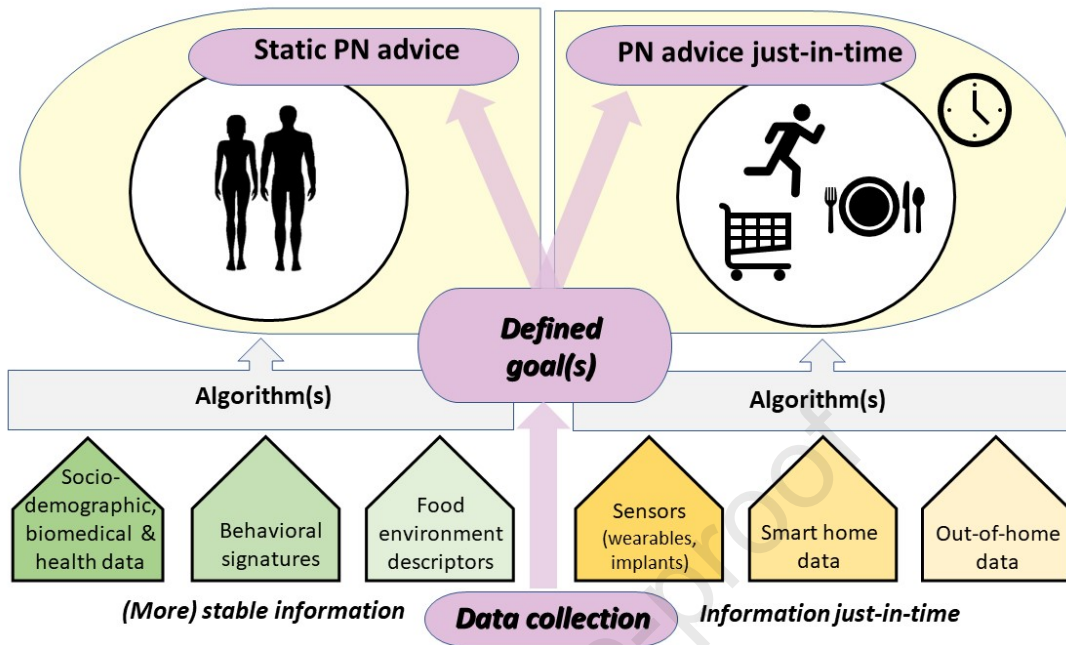 Static PN advice
PN advice just-in-time
Defined
goal(s)
Algorithm(s)
Algorithm(s)
Socio-
demographic,
biomedical &
health data
Behavioral
signatures
Food
environment
descriptors
Sensors
(wearables,
implants)
Smart home
data
Out-of-home
data
(More) stable information
Data collection
Information just-in-time
e-proof